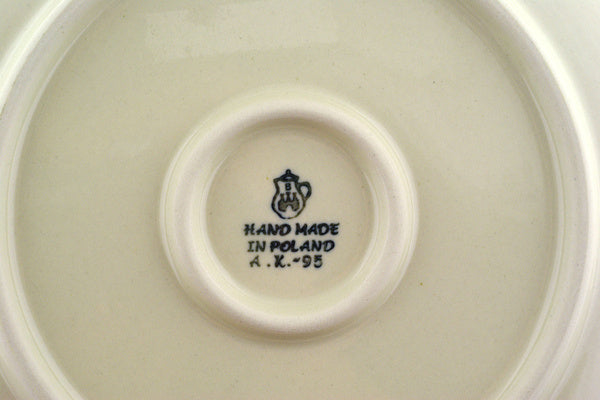 B
HAND MADE
IN POLAND
A.K.-95